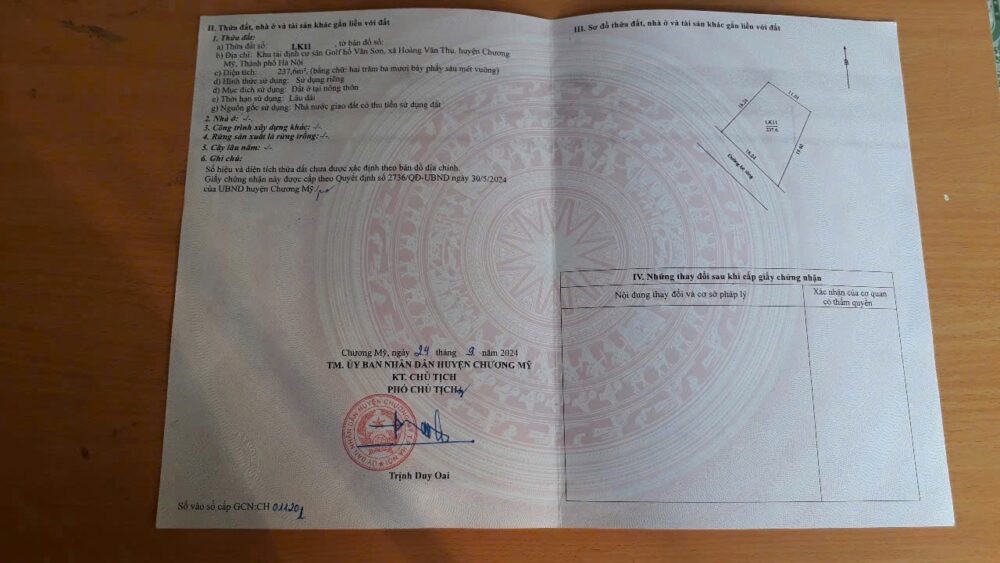 II. Thửa đất, nhà ở và tài sản khác gắn liền với đất
1. Thửa đất:
a) Thửa đất số: LK11 , tờ bản đồ số:
b) Địa chỉ: Khu tái định cư sân Golf hồ Văn Sơn, xã Hoàng Văn Thụ, huyện Chương
Mỹ, Thành phố Hà Nội
c) Diện tích: 237,6m², (bằng chữ: hai trăm ba mươi bảy phẩy sáu mét vuông)
d) Hình thức sử dụng: Sử dụng riêng
đ) Mục đích sử dụng: Đất ở tại nông thôn
e) Thời hạn sử dụng: Lâu dài
g) Nguồn gốc sử dụng: Nhà nước giao đất có thu tiền sử dụng đất
2. Nhà ở: -/-.
3. Công trình xây dựng khác: -/-
4. Rừng sản xuất là rừng trồng: -/-.
5. Cây lâu năm: -/-
6. Ghi chú:
Số hiệu và diện tích thửa đất chưa được xác định theo bản đồ địa chính.
Giấy chứng nhận này được cấp theo Quyết định số 2736/QĐ-UBND ngày 30/5/2024
của UBND huyện Chương Mỹ
Chương Mỹ, ngày 24 tháng 9 năm 2024
TM. ỦY BAN NHÂN DÂN HUYỆN CHƯƠNG MỸ
KT. CHỦ TỊCH
PHÓ CHỦ TỊCH
ỦY BAN NHÂN DÂN HUYỆN CHƯƠNG MỸ T.P HÀ NỘI
Trịnh Duy Oai
Số vào sổ cấp GCN:CH 01120
III. Sơ đồ thửa đất, nhà ở và tài sản khác gắn liền với đất
B
LK11
237,6
IV. Những thay đổi sau khi cấp giấy chứng nhận
Nội dung thay đổi và cơ sở pháp lý
Xác nhận của cơ quan
có thẩm quyền